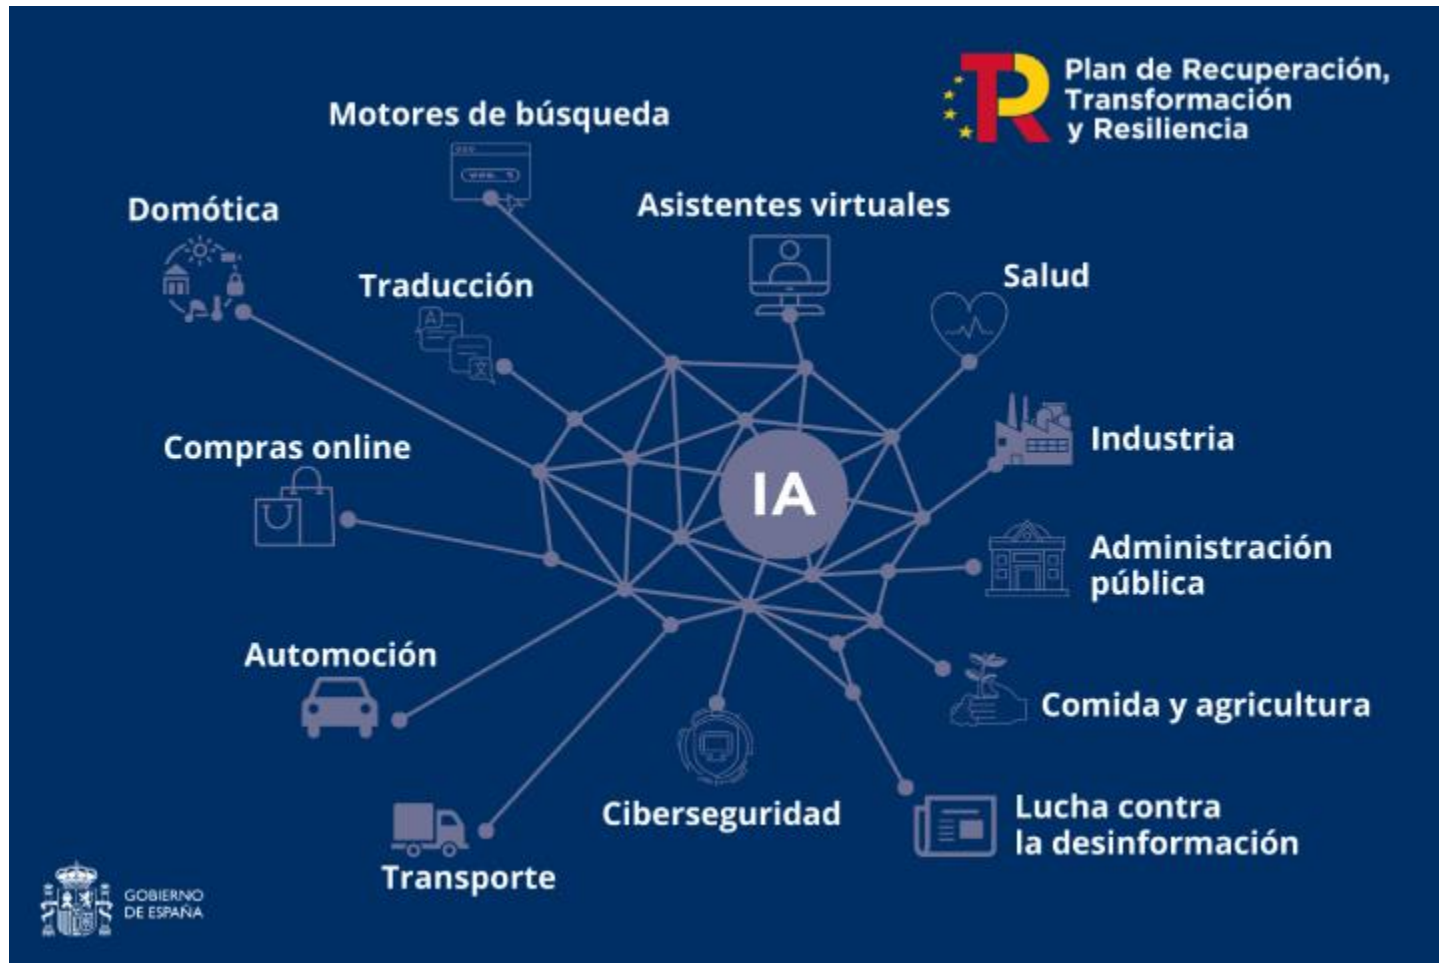 Plan de Recuperación,
Transformación
y Resiliencia
Motores de búsqueda
Domótica
Asistentes virtuales
Traducción
Salud
Compras online
IA
Industria
Administración
pública
Automoción
Comida y agricultura
Ciberseguridad
Lucha contra
la desinformación
Transporte
GOBIERNO
DE ESPAÑA